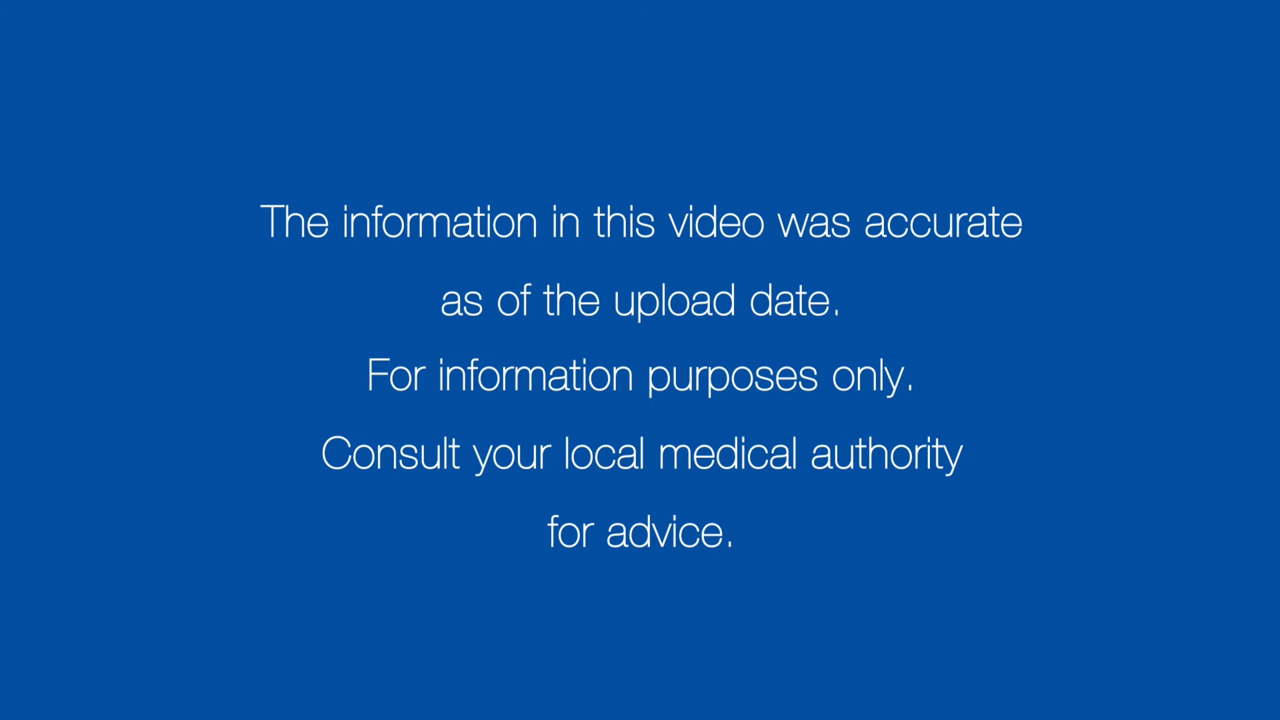 The information in this video was accurate
as of the upload date.
For information purposes only.
Consult your local medical authority
for advice.